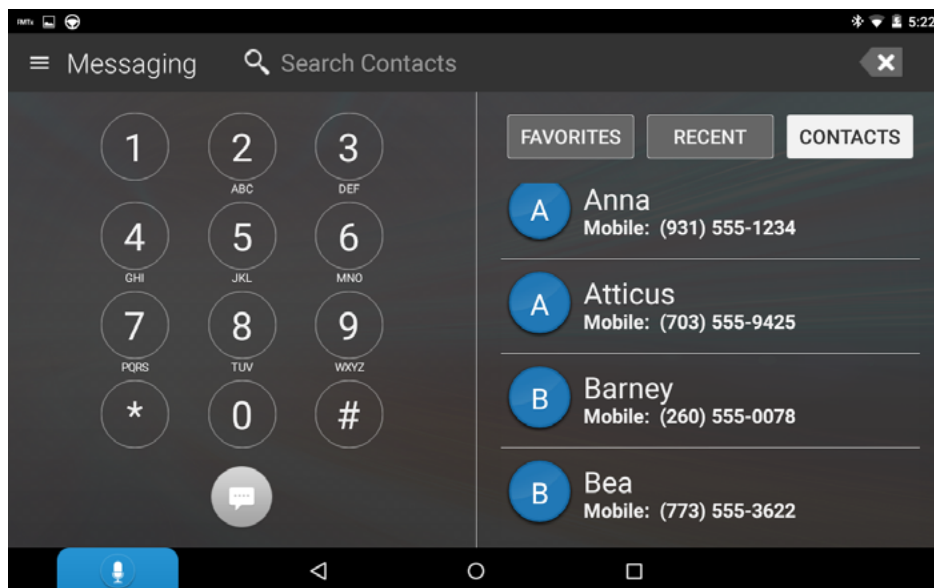 FMTx 5:22
Messaging Search Contacts
1 2 3
ABC DEF
4 5 6
GHI JKL MNO
7 8 9
PQRS TUV WXYZ
* 0 #
FAVORITES RECENT CONTACTS
A Anna
Mobile: (931) 555-1234
A Atticus
Mobile: (703) 555-9425
B Barney
Mobile: (260) 555-0078
B Bea
Mobile: (773) 555-3622